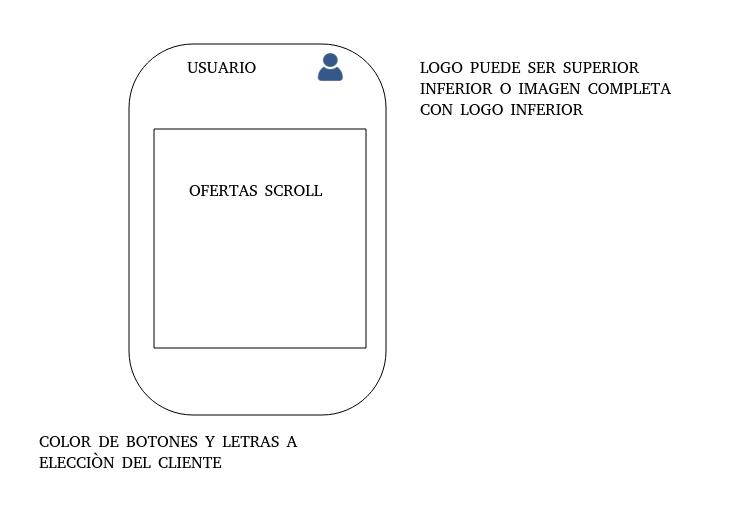 USUARIO
LOGO PUEDE SER SUPERIOR
INFERIOR O IMAGEN COMPLETA
CON LOGO INFERIOR
OFERTAS SCROLL
COLOR DE BOTONES Y LETRAS A
ELECCIÒN DEL CLIENTE